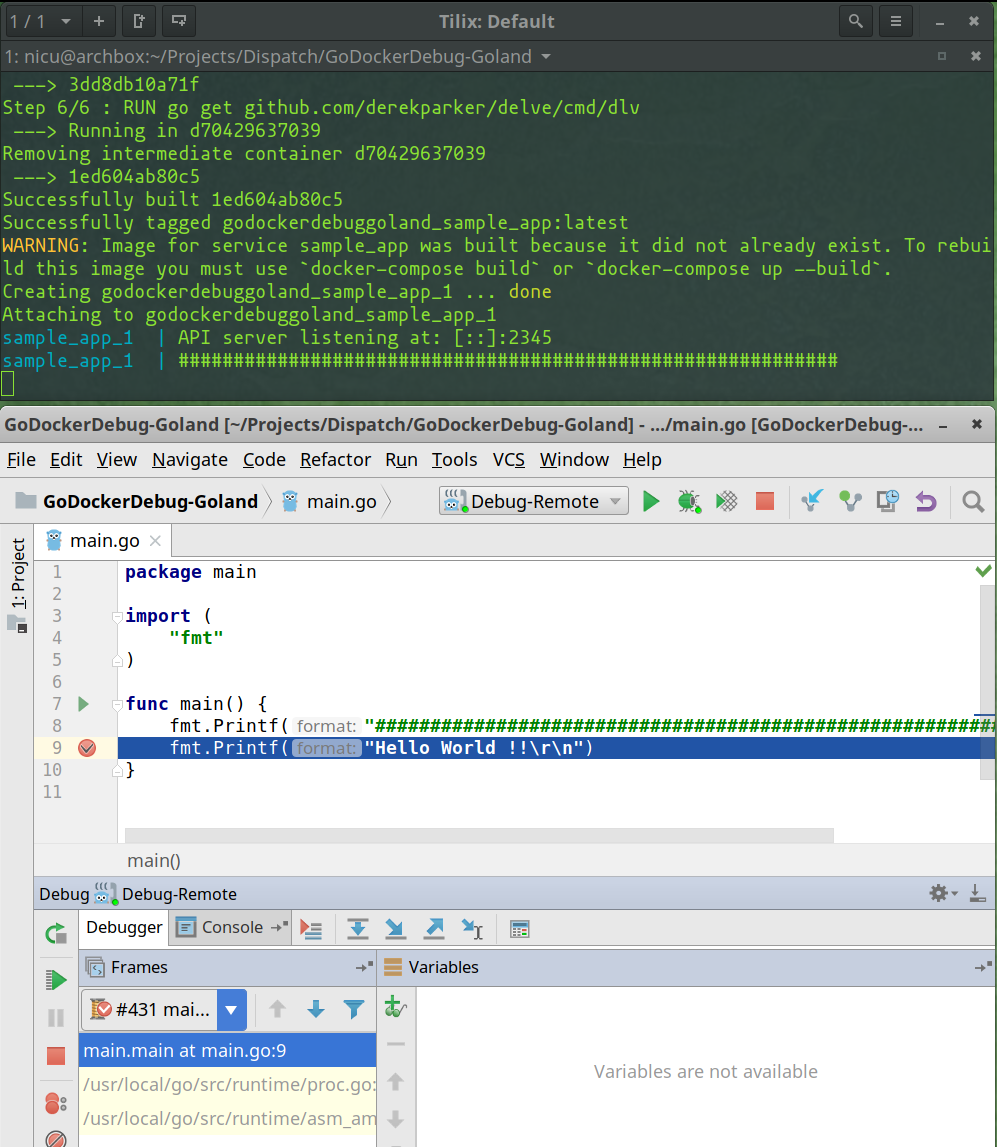 1 / 1
Tilix: Default
1: nicu@archbox:~/Projects/Dispatch/GoDockerDebug-Goland
---> 3dd8db10a71f
Step 6/6 : RUN go get github.com/derekparker/delve/cmd/dlv
---> Running in d70429637039
Removing intermediate container d70429637039
---> 1ed604ab80c5
Successfully built 1ed604ab80c5
Successfully tagged godockerdebuggoland_sample_app:latest
WARNING: Image for service sample_app was built because it did not already exist. To rebui
ld this image you must use `docker-compose build` or `docker-compose up --build`.
Creating godockerdebuggoland_sample_app_1 ... done
Attaching to godockerdebuggoland_sample_app_1
sample_app_1 | API server listening at: [::]:2345
sample_app_1 | ############################################################
GoDockerDebug-Goland [~/Projects/Dispatch/GoDockerDebug-Goland] - .../main.go [GoDockerDebug-...
File Edit View Navigate Code Refactor Run Tools VCS Window Help
GoDockerDebug-Goland main.go Debug-Remote
1: Project
main.go
1 package main
2
3 import (
4 "fmt"
5 )
6
7 func main() {
8 fmt.Printf( format: "#########################################################
9 fmt.Printf( format: "Hello World !!\r\n")
10 }
11
main()
Debug Debug-Remote
Debugger Console
Frames
Variables
#431 mai...
main.main at main.go:9
/usr/local/go/src/runtime/proc.go:
/usr/local/go/src/runtime/asm_am
Variables are not available